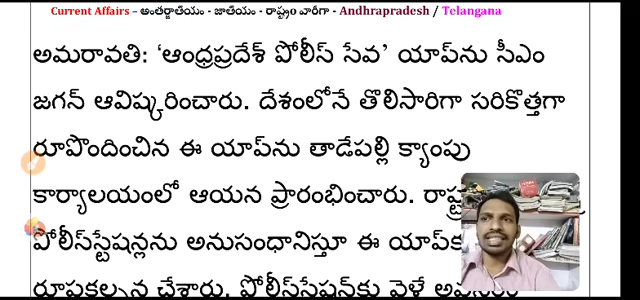 Current Affairs – అంతర్జాతీయం - జాతీయం - రాష్ట్రం వారీగా - Andhrapradesh / Telangana
అమరావతి: ‘ఆంధ్రప్రదేశ్ పోలీస్ సేవ’ యాప్‌ను సీఎం
జగన్ ఆవిష్కరించారు. దేశంలోనే తొలిసారిగా సరికొత్తగా
రూపొందించిన ఈ యాప్‌ను తాడేపల్లి క్యాంపు
కార్యాలయంలో ఆయన ప్రారంభించారు.
పోలీస్‌స్టేషన్లను అనుసంధానిస్తూ ఈ
రూపకల్పన చేశారు. పోలీస్‌స్టేషన్‌కు వెళ్లే